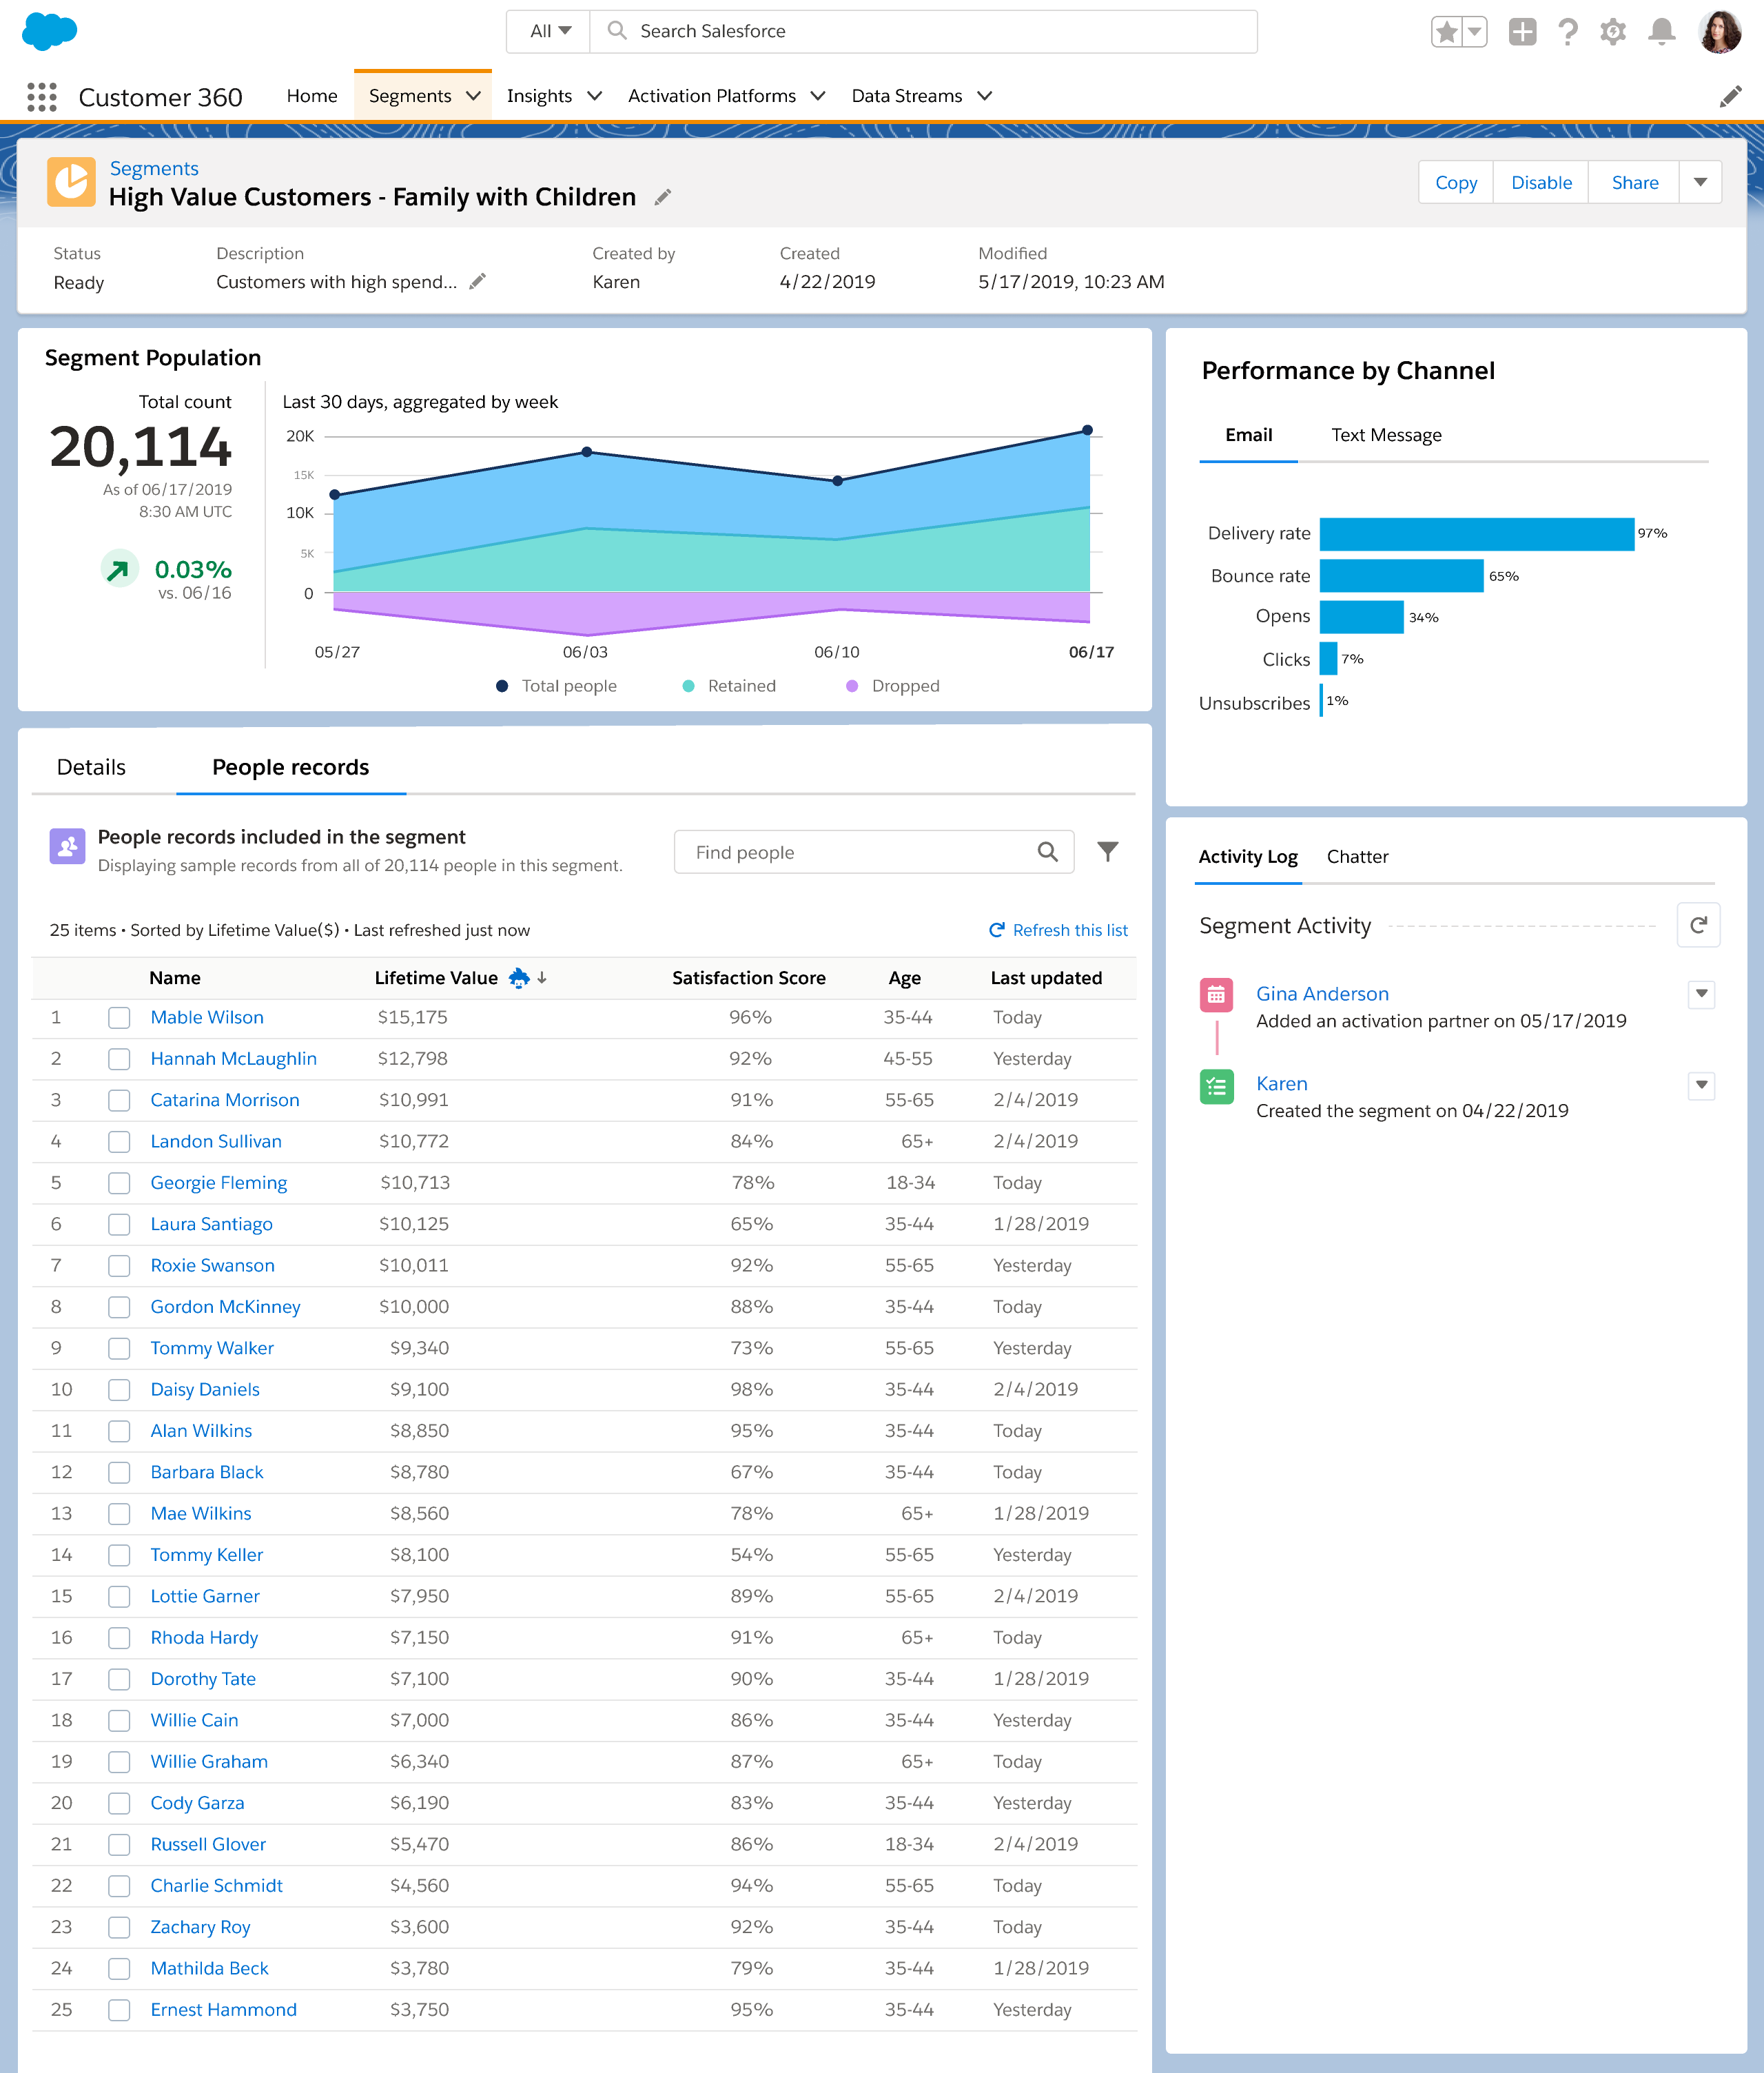 All
Search Salesforce
Customer 360
Home
Segments
Insights
Activation Platforms
Data Streams
Segments
High Value Customers - Family with Children
Copy
Disable
Share
Status
Description
Created by
Created
Modified
Ready
Customers with high spend...
Karen
4/22/2019
5/17/2019, 10:23 AM
Segment Population
Total count
20,114
As of 06/17/2019
8:30 AM UTC
0.03%
vs. 06/16
Last 30 days, aggregated by week
20K
15K
10K
5K
0
05/27
06/03
06/10
06/17
Total people
Retained
Dropped
Performance by Channel
Email
Text Message
Delivery rate 97%
Bounce rate 65%
Opens 34%
Clicks 7%
Unsubscribes 1%
Details
People records
People records included in the segment
Displaying sample records from all of 20,114 people in this segment.
Find people
25 items • Sorted by Lifetime Value($) • Last refreshed just now
Refresh this list
Name Lifetime Value Satisfaction Score Age Last updated
1 Mable Wilson $15,175 96% 35-44 Today
2 Hannah McLaughlin $12,798 92% 45-55 Yesterday
3 Catarina Morrison $10,991 91% 55-65 2/4/2019
4 Landon Sullivan $10,772 84% 65+ 2/4/2019
5 Georgie Fleming $10,713 78% 18-34 Today
6 Laura Santiago $10,125 65% 35-44 1/28/2019
7 Roxie Swanson $10,011 92% 55-65 Yesterday
8 Gordon McKinney $10,000 88% 35-44 Today
9 Tommy Walker $9,340 73% 55-65 Yesterday
10 Daisy Daniels $9,100 98% 35-44 2/4/2019
11 Alan Wilkins $8,850 95% 35-44 Today
12 Barbara Black $8,780 67% 35-44 Today
13 Mae Wilkins $8,560 78% 65+ 1/28/2019
14 Tommy Keller $8,100 54% 55-65 Yesterday
15 Lottie Garner $7,950 89% 55-65 2/4/2019
16 Rhoda Hardy $7,150 91% 65+ Today
17 Dorothy Tate $7,100 90% 35-44 1/28/2019
18 Willie Cain $7,000 86% 35-44 Yesterday
19 Willie Graham $6,340 87% 65+ Today
20 Cody Garza $6,190 83% 35-44 Yesterday
21 Russell Glover $5,470 86% 18-34 2/4/2019
22 Charlie Schmidt $4,560 94% 55-65 Today
23 Zachary Roy $3,600 92% 35-44 Today
24 Mathilda Beck $3,780 79% 35-44 1/28/2019
25 Ernest Hammond $3,750 95% 35-44 Yesterday
Activity Log
Chatter
Segment Activity
Gina Anderson
Added an activation partner on 05/17/2019
Karen
Created the segment on 04/22/2019